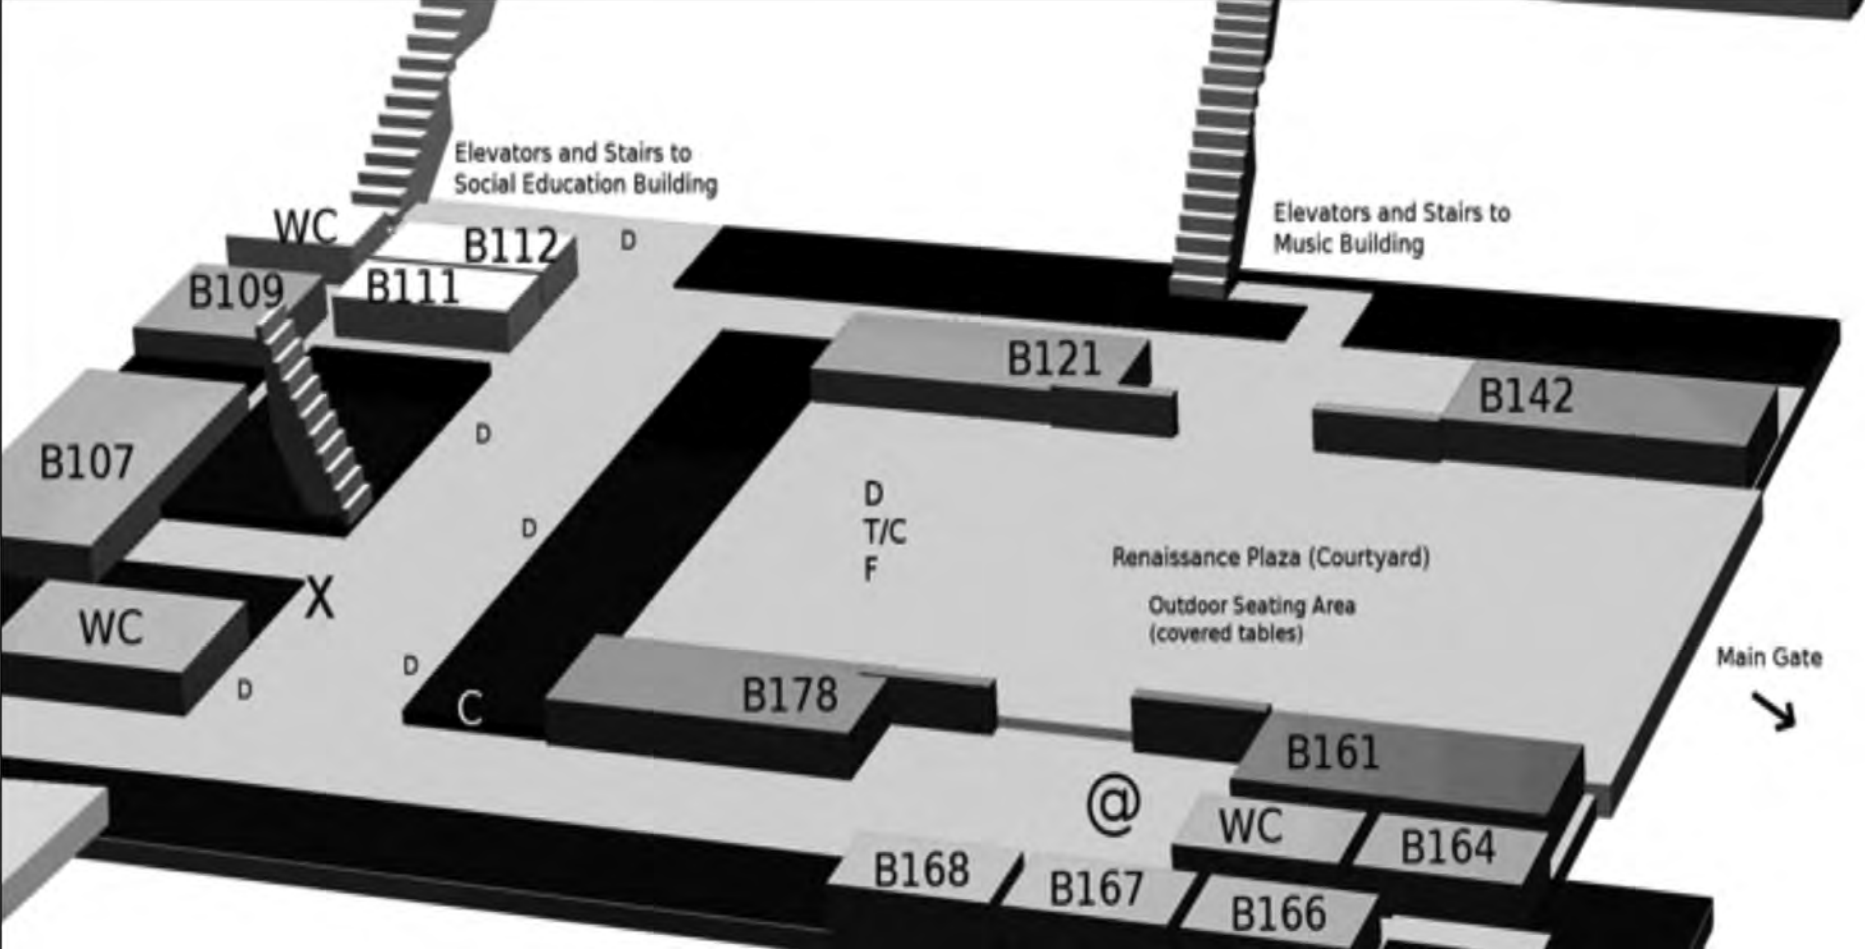 Elevators and Stairs to
Social Education Building
Elevators and Stairs to
Music Building
WC
B112
D
B109
B111
B121
B142
B107
D
D
D
T/C
F
Renaissance Plaza (Courtyard)
Outdoor Seating Area
(covered tables)
X
WC
D
D
C
B178
Main Gate
B161
@
WC
B164
B168
B167
B166